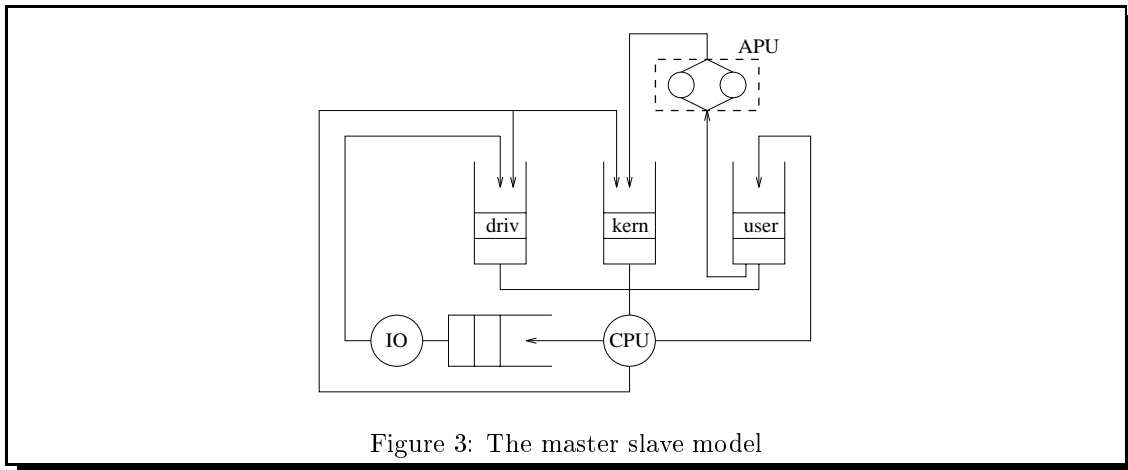 APU
driv
kern
user
IO
CPU
Figure 3: The master slave model